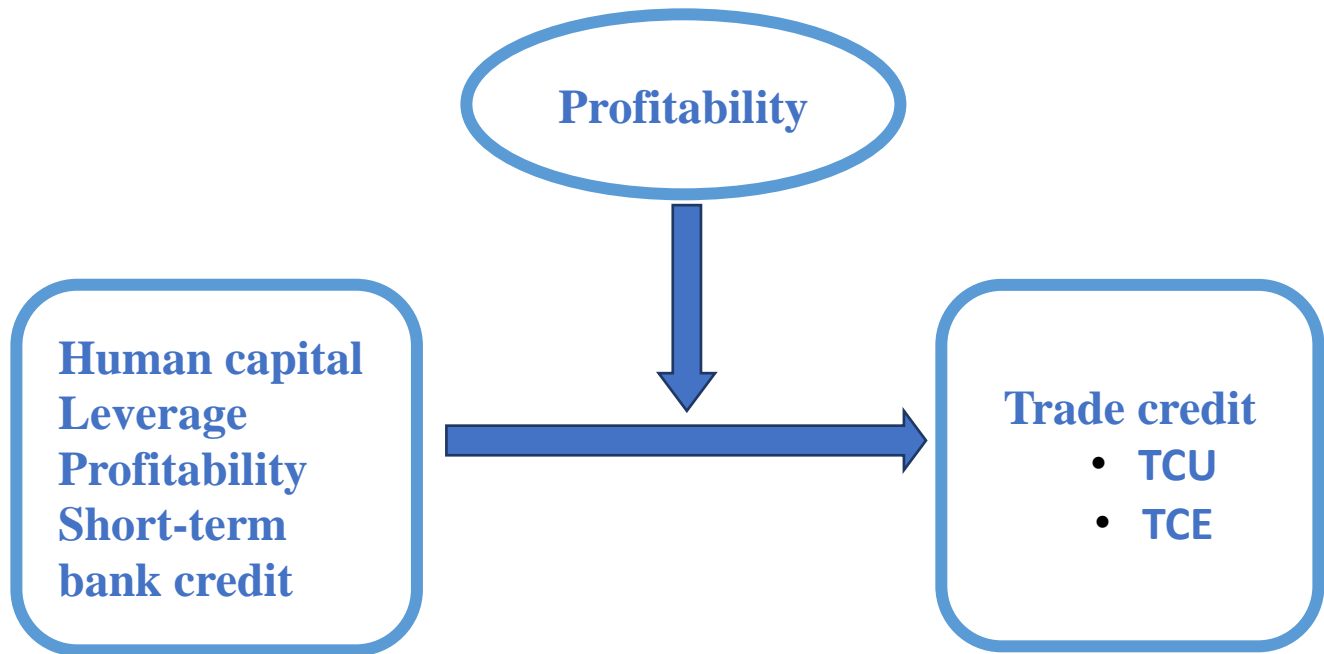 Profitability
Human capital
Leverage
Profitability
Short-term
bank credit
Trade credit
• TCU
• TCE